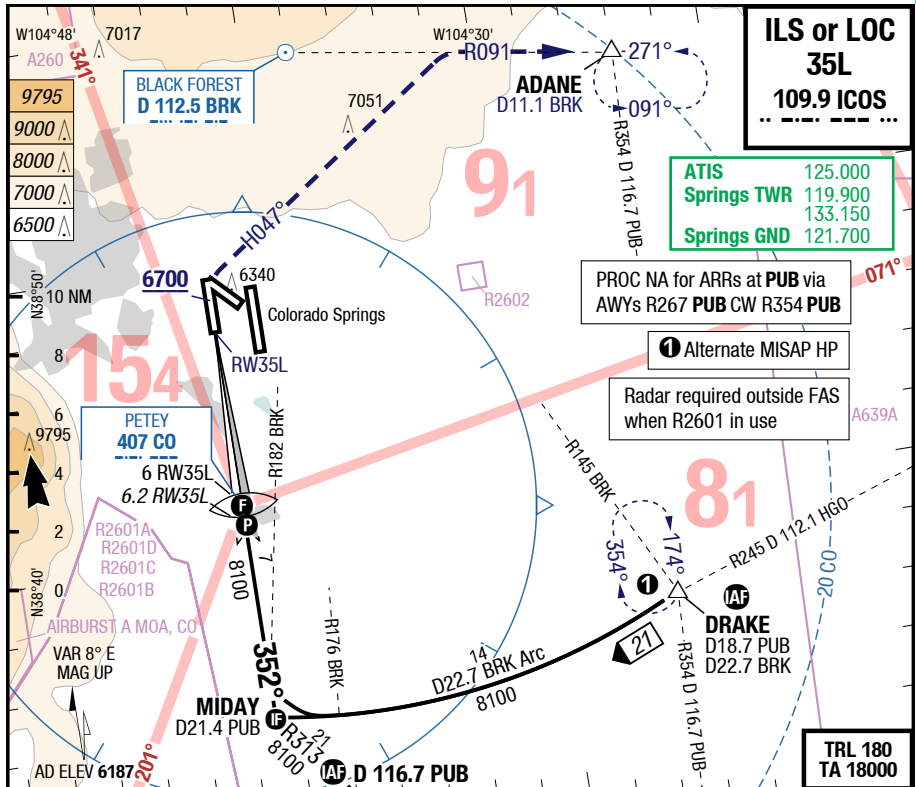 W104°48'
7017
W104°30'
A260
341°
R091
271°
ADANE
D11.1 BRK
091°
ILS or LOC
35L
109.9 ICOS
BLACK FOREST
D 112.5 BRK
9795
9000
8000
7000
6500
7051
R354 D 116.7 PUB
91
ATIS 125.000
Springs TWR 119.900
133.150
Springs GND 121.700
H047°
071°
N38°50'
10 NM
6700
6340
R2602
Colorado Springs
PROC NA for ARRs at PUB via
AWYs R267 PUB CW R354 PUB
RW35L
1 Alternate MISAP HP
8
154
Radar required outside FAS
when R2601 in use
A639A
6
PETEY
407 CO
R182 BRK
9795
6 RW35L
6.2 RW35L
R145 BRK
81
4
F
P
2
R2601A
R2601D
R2601C
R2601B
7
8100
354°
174°
R245 D 112.1 HGO
20 CO
0
N38°40'
1
IAF
DRAKE
D18.7 PUB
D22.7 BRK
AIRBURST A MOA, CO
R176 BRK
21
VAR 8° E
MAG UP
352°
14
D22.7 BRK Arc
8100
MIDAY
D21.4 PUB
IF
R313
21
8100
R354 D 116.7 PUB
AD ELEV 6187
201°
IAF D 116.7 PUB
TRL 180
TA 18000